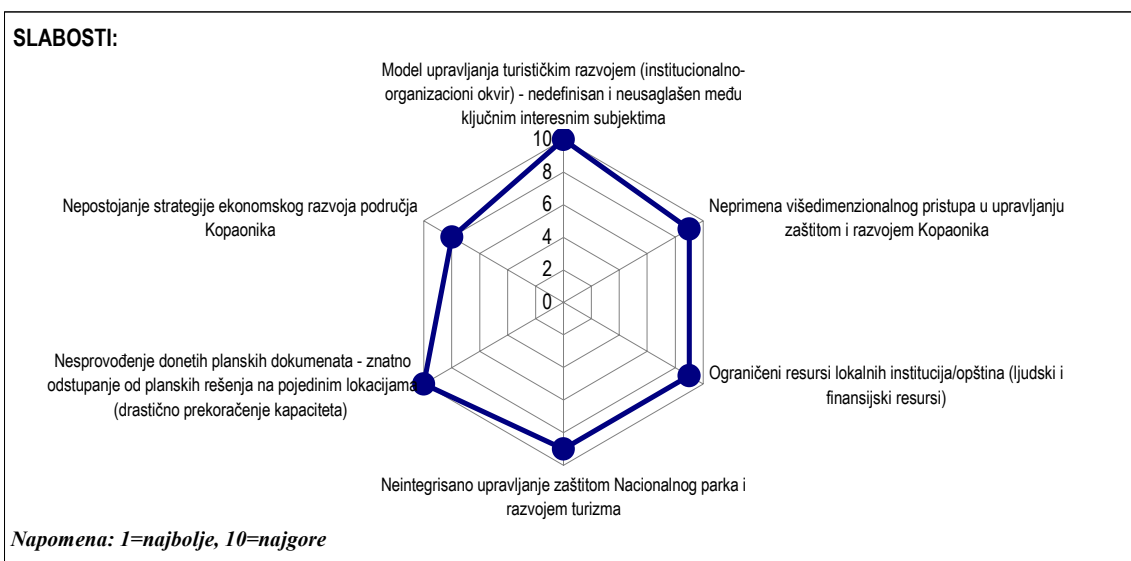 SLABOSTI:
Model upravljanja turističkim razvojem (institucionalno-
organizacioni okvir) - nedefinisan i neusaglašen među
ključnim interesnim subjektima
10
8
6
4
2
0
Neprimena višedimenzionalnog pristupa u upravljanju
zaštitom i razvojem Kopaonika
Ograničeni resursi lokalnih institucija/opština (ljudski i
finansijski resursi)
Neintegrisano upravljanje zaštitom Nacionalnog parka i
razvojem turizma
Nesprovođenje donetih planskih dokumenata - znatno
odstupanje od planskih rešenja na pojedinim lokacijama
(drastično prekoračenje kapaciteta)
Nepostojanje strategije ekonomskog razvoja područja
Kopaonika
Napomena: 1=najbolje, 10=najgore